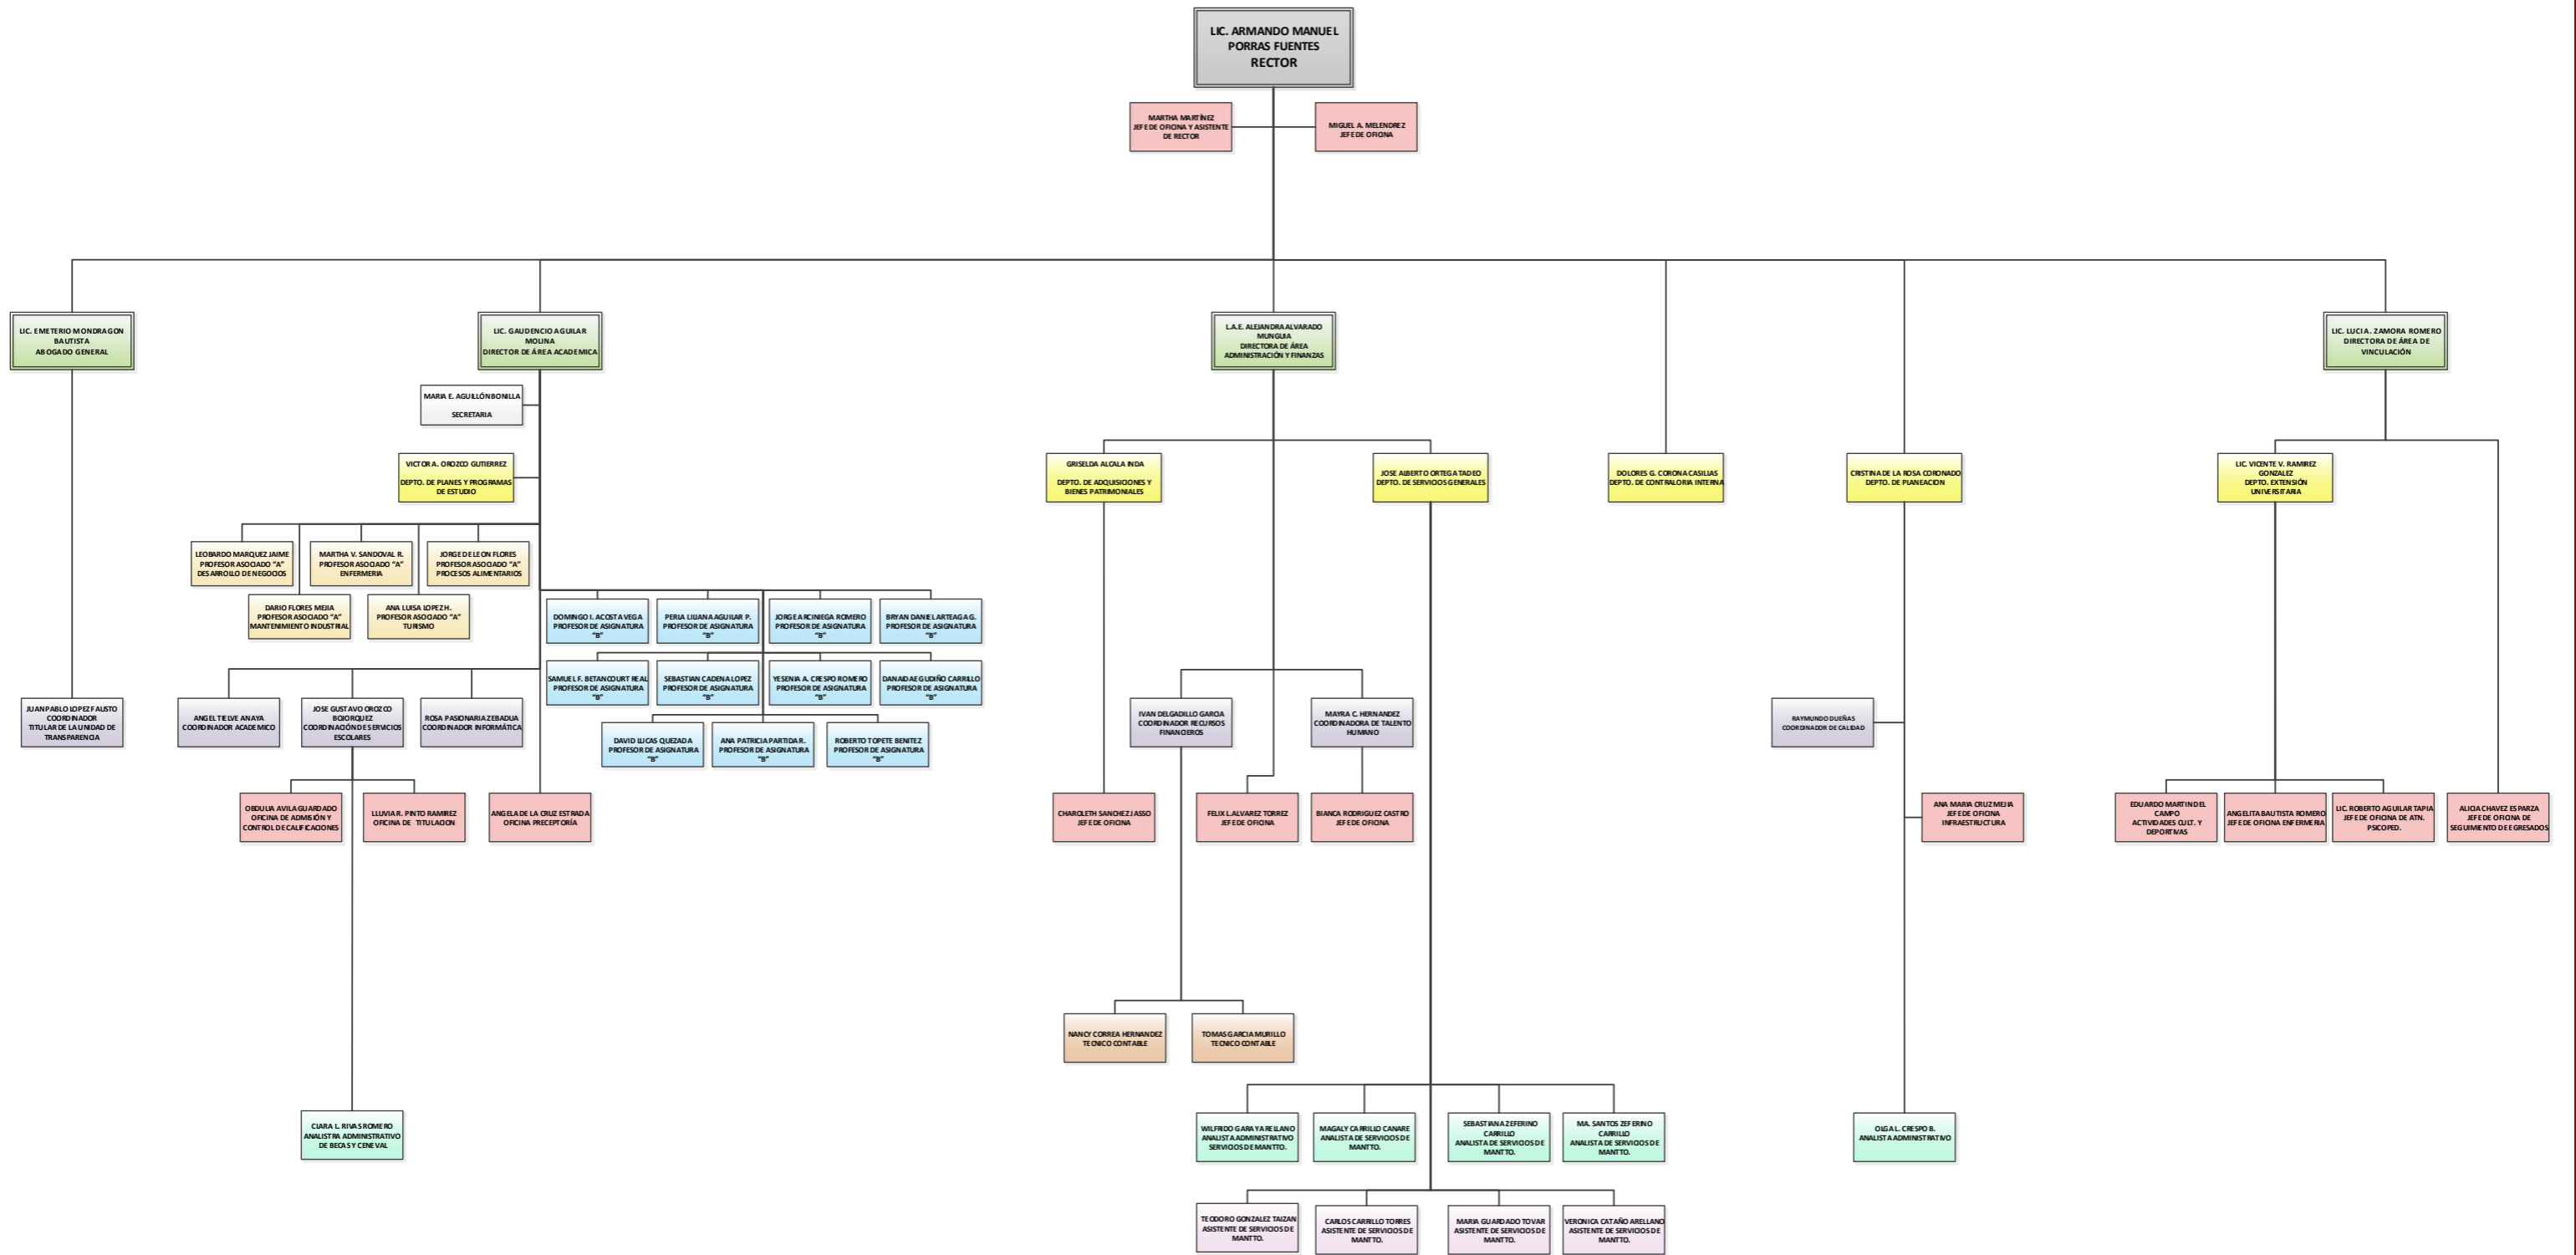 LIC. ARMANDO MANUEL
PORRAS FUENTES
RECTOR
MARTHA MARTÍNEZ
JEFE DE OFICINA Y ASISTENTE
DE RECTOR
MIGUEL A. MELENDREZ
JEFE DE OFICINA
LIC. EMETERIO MONDRAGON
BAUTISTA
ABOGADO GENERAL
LIC. GAUDENCIO AGUILAR
MOLINA
DIRECTOR DE ÁREA ACADEMICA
L.A.E. ALEJANDRA ALVARADO
MUNGUIA
DIRECTORA DE ÁREA
ADMINISTRACIÓN Y FINANZAS
LIC. LUCIA . ZAMORA ROMERO
DIRECTORA DE ÁREA DE
VINCULACIÓN
MARIA E. AGUILLÓN BONILLA
SECRETARIA
VICTOR A. OROZCO GUTIERREZ
DEPTO. DE PLANES Y PROGRAMAS
DE ESTUDIO
GRISELDA ALCALA INDA
DEPTO. DE ADQUISICIONES Y
BIENES PATRIMONIALES
JOSE ALBERTO ORTEGA TADEO
DEPTO. DE SERVICIOS GENERALES
DOLORES G. CORONA CASILIAS
DEPTO. DE CONTRALORIA INTERNA
CRISTINA DE LA ROSA CORONADO
DEPTO. DE PLANEACION
LIC. VICENTE V. RAMIREZ
GONZALEZ
DEPTO. EXTENSIÓN
UNIVERSITARIA
LEOBARDO MARQUEZ JAIME
PROFESOR ASOCIADO "A"
DESARROLLO DE NEGOCIOS
MARTHA V. SANDOVAL R.
PROFESOR ASOCIADO "A"
ENFERMERIA
JORGE DE LEON FLORES
PROFESOR ASOCIADO "A"
PROCESOS ALIMENTARIOS
DARIO FLORES MEJIA
PROFESOR ASOCIADO "A"
MANTENIMIENTO INDUSTRIAL
ANA LUISA LOPEZ H.
PROFESOR ASOCIADO "A"
TURISMO
DOMINGO I. ACOSTA VEGA
PROFESOR DE ASIGNATURA
"B"
PERLA LILIANA AGUILAR P.
PROFESOR DE ASIGNATURA
"B"
JORGE ARCINIEGA ROMERO
PROFESOR DE ASIGNATURA
"B"
BRYAN DANIEL ARTEAGA G.
PROFESOR DE ASIGNATURA
"B"
SAMUEL F. BETANCOURT REAL
PROFESOR DE ASIGNATURA
"B"
SEBASTIAN CADENA LOPEZ
PROFESOR DE ASIGNATURA
"B"
YESENIA A. CRESPO ROMERO
PROFESOR DE ASIGNATURA
"B"
DANAIDAE GUDIÑO CARRILLO
PROFESOR DE ASIGNATURA
"B"
DAVID LUCAS QUEZADA
PROFESOR DE ASIGNATURA
"B"
ANA PATRICIA PARTIDA R.
PROFESOR DE ASIGNATURA
"B"
ROBERTO TOPETE BENITEZ
PROFESOR DE ASIGNATURA
"B"
JUAN PABLO LOPEZ FAUSTO
COORDINADOR
TITULAR DE LA UNIDAD DE
TRANSPARENCIA
ANGEL TIELVE ANAYA
COORDINADOR ACADEMICO
JOSE GUSTAVO OROZCO
BOJORQUEZ
COORDINACIÓN DE SERVICIOS
ESCOLARES
ROSA PASIONARIA ZEBADUA
COORDINADOR INFORMÁTICA
IVAN DELGADILLO GARCIA
COORDINADOR RECURSOS
FINANCIEROS
MAYRA C. HERNANDEZ
COORDINADORA DE TALENTO
HUMANO
RAYMUNDO DUEÑAS
COORDINADOR DE CALIDAD
OBDULIA AVILA GUARDADO
OFICINA DE ADMISIÓN Y
CONTROL DE CALIFICACIONES
LLUVIA R. PINTO RAMIREZ
OFICINA DE TITULACION
ANGELA DE LA CRUZ ESTRADA
OFICINA PRECEPTORÍA
CHAROLETH SANCHEZ JASSO
JEFE DE OFICINA
FELIX L.ALVAREZ TORREZ
JEFE DE OFICINA
BIANCA RODRIGUEZ CASTRO
JEFE DE OFICINA
ANA MARIA CRUZ MEJIA
JEFE DE OFICINA
INFRAESTRUCTURA
EDUARDO MARTIN DEL
CAMPO
ACTIVIDADES CULT. Y
DEPORTIVAS
ANGELITA BAUTISTA ROMERO
JEFE DE OFICINA ENFERMERIA
LIC. ROBERTO AGUILAR TAPIA
JEFE DE OFICINA DE ATN.
PSICOPED.
ALICIA CHAVEZ ESPARZA
JEFE DE OFICINA DE
SEGUIMIENTO DE EGRESADOS
NANCY CORREA HERNANDEZ
TECNICO CONTABLE
TOMAS GARCIA MURILLO
TECNICO CONTABLE
CLARA L. RIVAS ROMERO
ANALISTRA ADMINISTRATIVO
DE BECAS Y CENEVAL
WILFRIDO GARAY ARELLANO
ANALISTA ADMINISTRATIVO
SERVICIOS DE MANTTO.
MAGALY CARRILLO CANARE
ANALISTA DE SERVICIOS DE
MANTTO.
SEBASTIANA ZEFERINO
CARRILLO
ANALISTA DE SERVICIOS DE
MANTTO.
MA. SANTOS ZEFERINO
CARRILLO
ANALISTA DE SERVICIOS DE
MANTTO.
OLGA L. CRESPO B.
ANALISTA ADMINISTRATIVO
TEODORO GONZALEZ TAIZAN
ASISTENTE DE SERVICIOS DE
MANTTO.
CARLOS CARRILLO TORRES
ASISTENTE DE SERVICIOS DE
MANTTO.
MARIA GUARDADO TOVAR
ASISTENTE DE SERVICIOS DE
MANTTO.
VERONICA CATAÑO ARELLANO
ASISTENTE DE SERVICIOS DE
MANTTO.